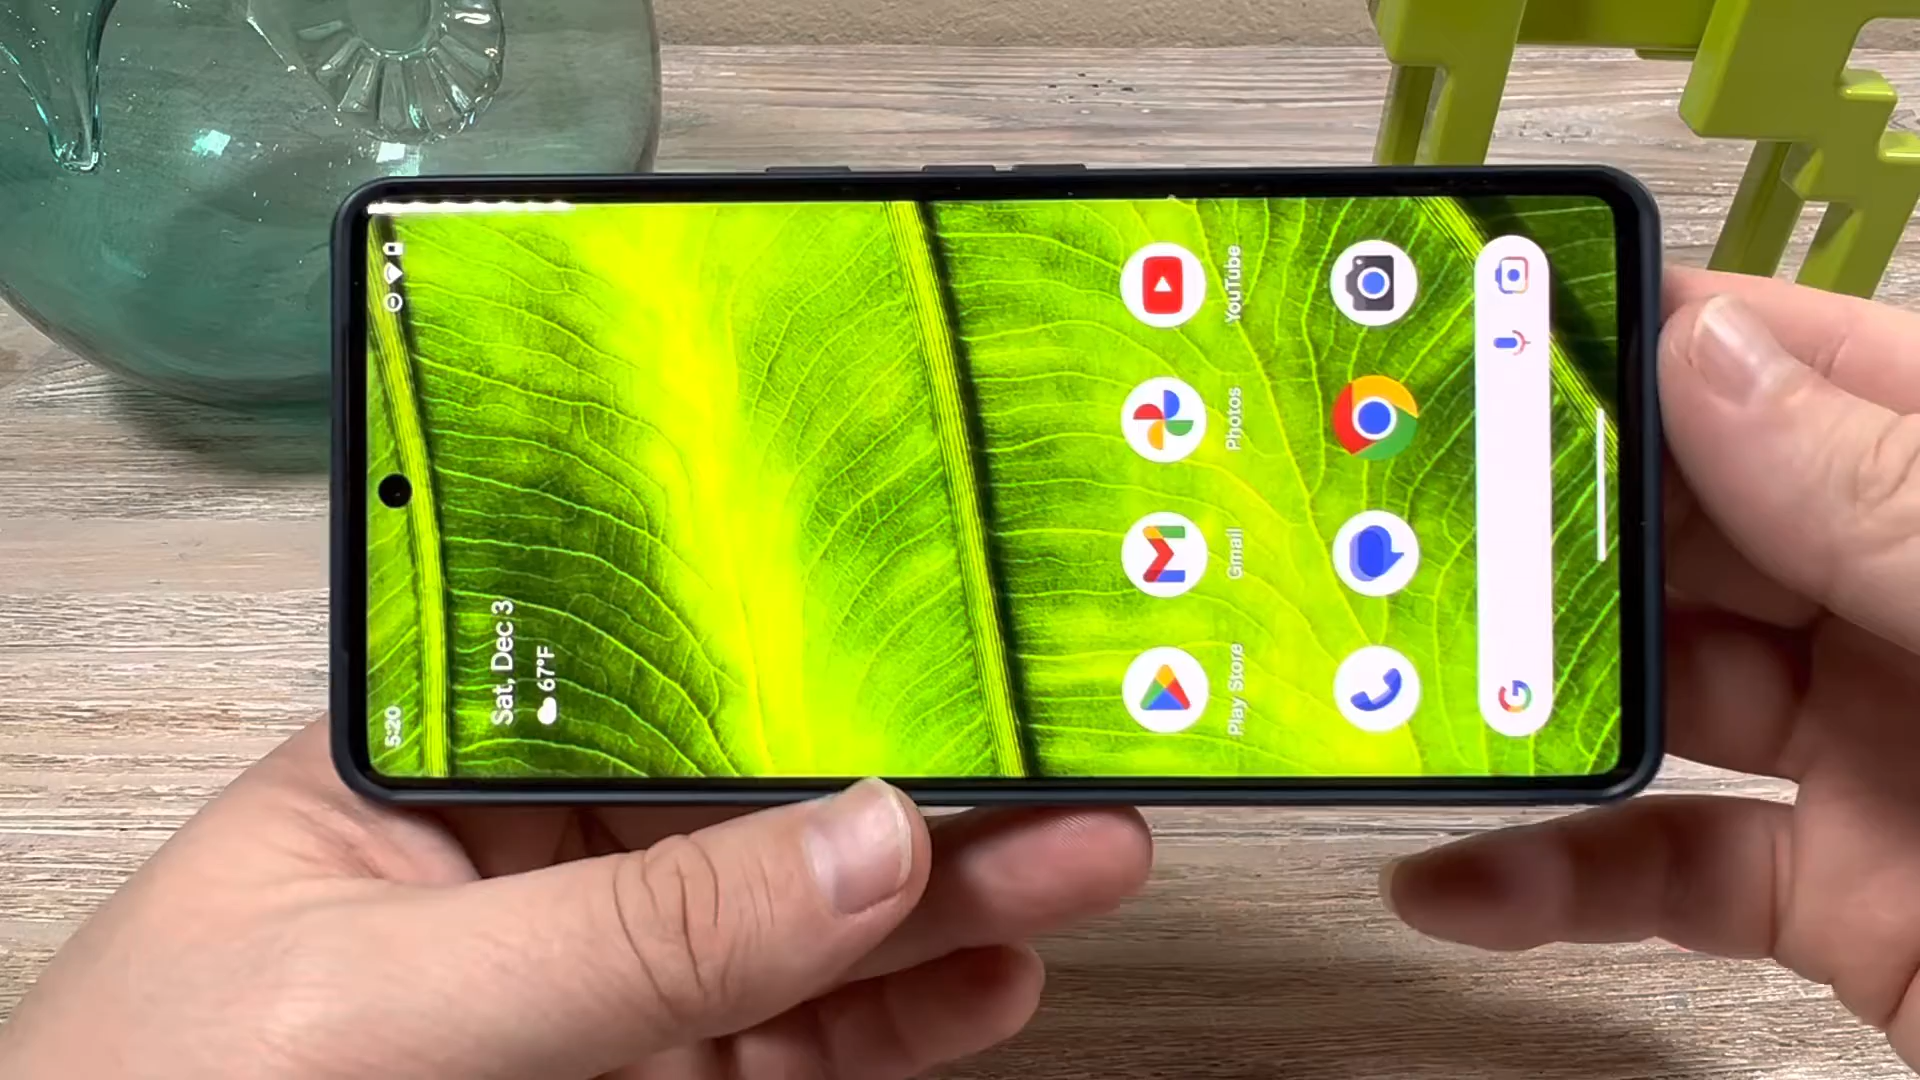 5:20
Sat, Dec 3
67°F
Play Store
Gmail
Photos
YouTube
G